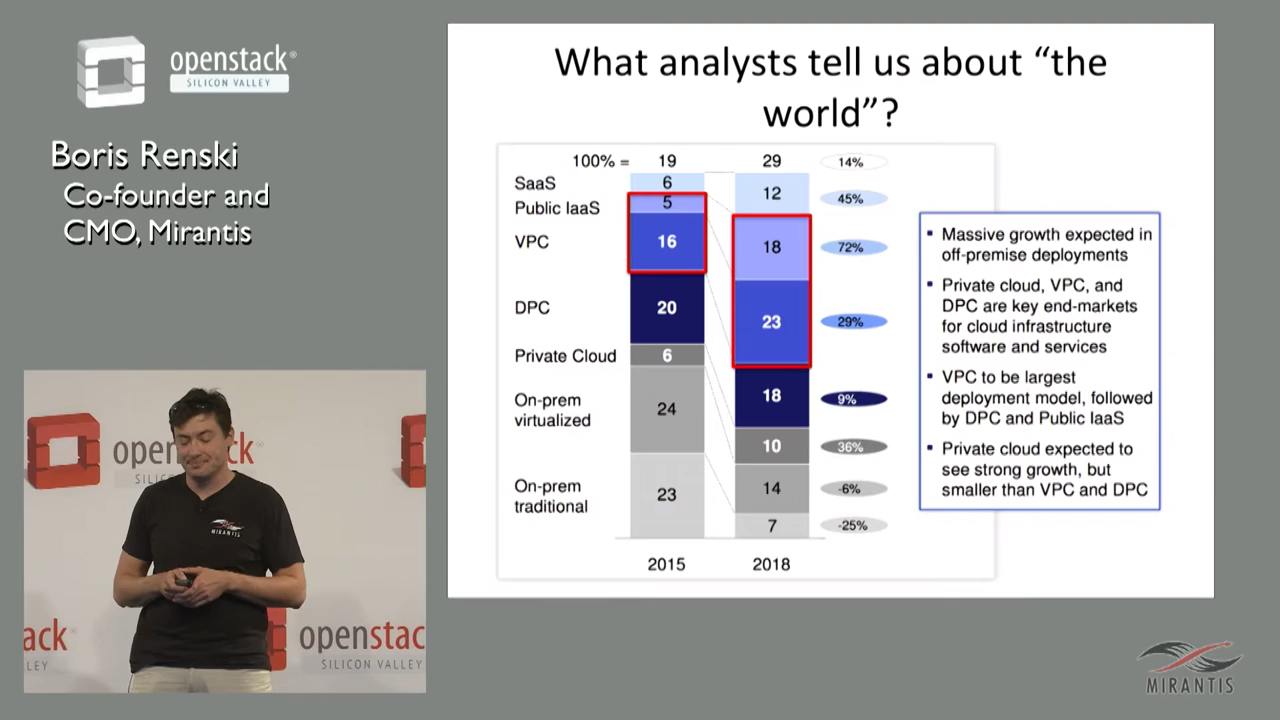 openstack®
SILICON VALLEY
Boris Renski
Co-founder and
CMO, Mirantis
What analysts tell us about “the
world”?
100% = 19 29 14%
SaaS 6 12 45%
Public IaaS 5 18 72%
VPC 16 23 29%
DPC 20 18 9%
Private Cloud 6 10 36%
On-prem
virtualized 24 14 -6%
On-prem
traditional 23 7 -25%
2015 2018
▪ Massive growth expected in
off-premise deployments
▪ Private cloud, VPC, and
DPC are key end-markets
for cloud infrastructure
software and services
▪ VPC to be largest
deployment model, followed
by DPC and Public IaaS
▪ Private cloud expected to
see strong growth, but
smaller than VPC and DPC
MIRANTIS
openstack
MIRANTIS
ack
LEY
openstac
SILICON VALLEY